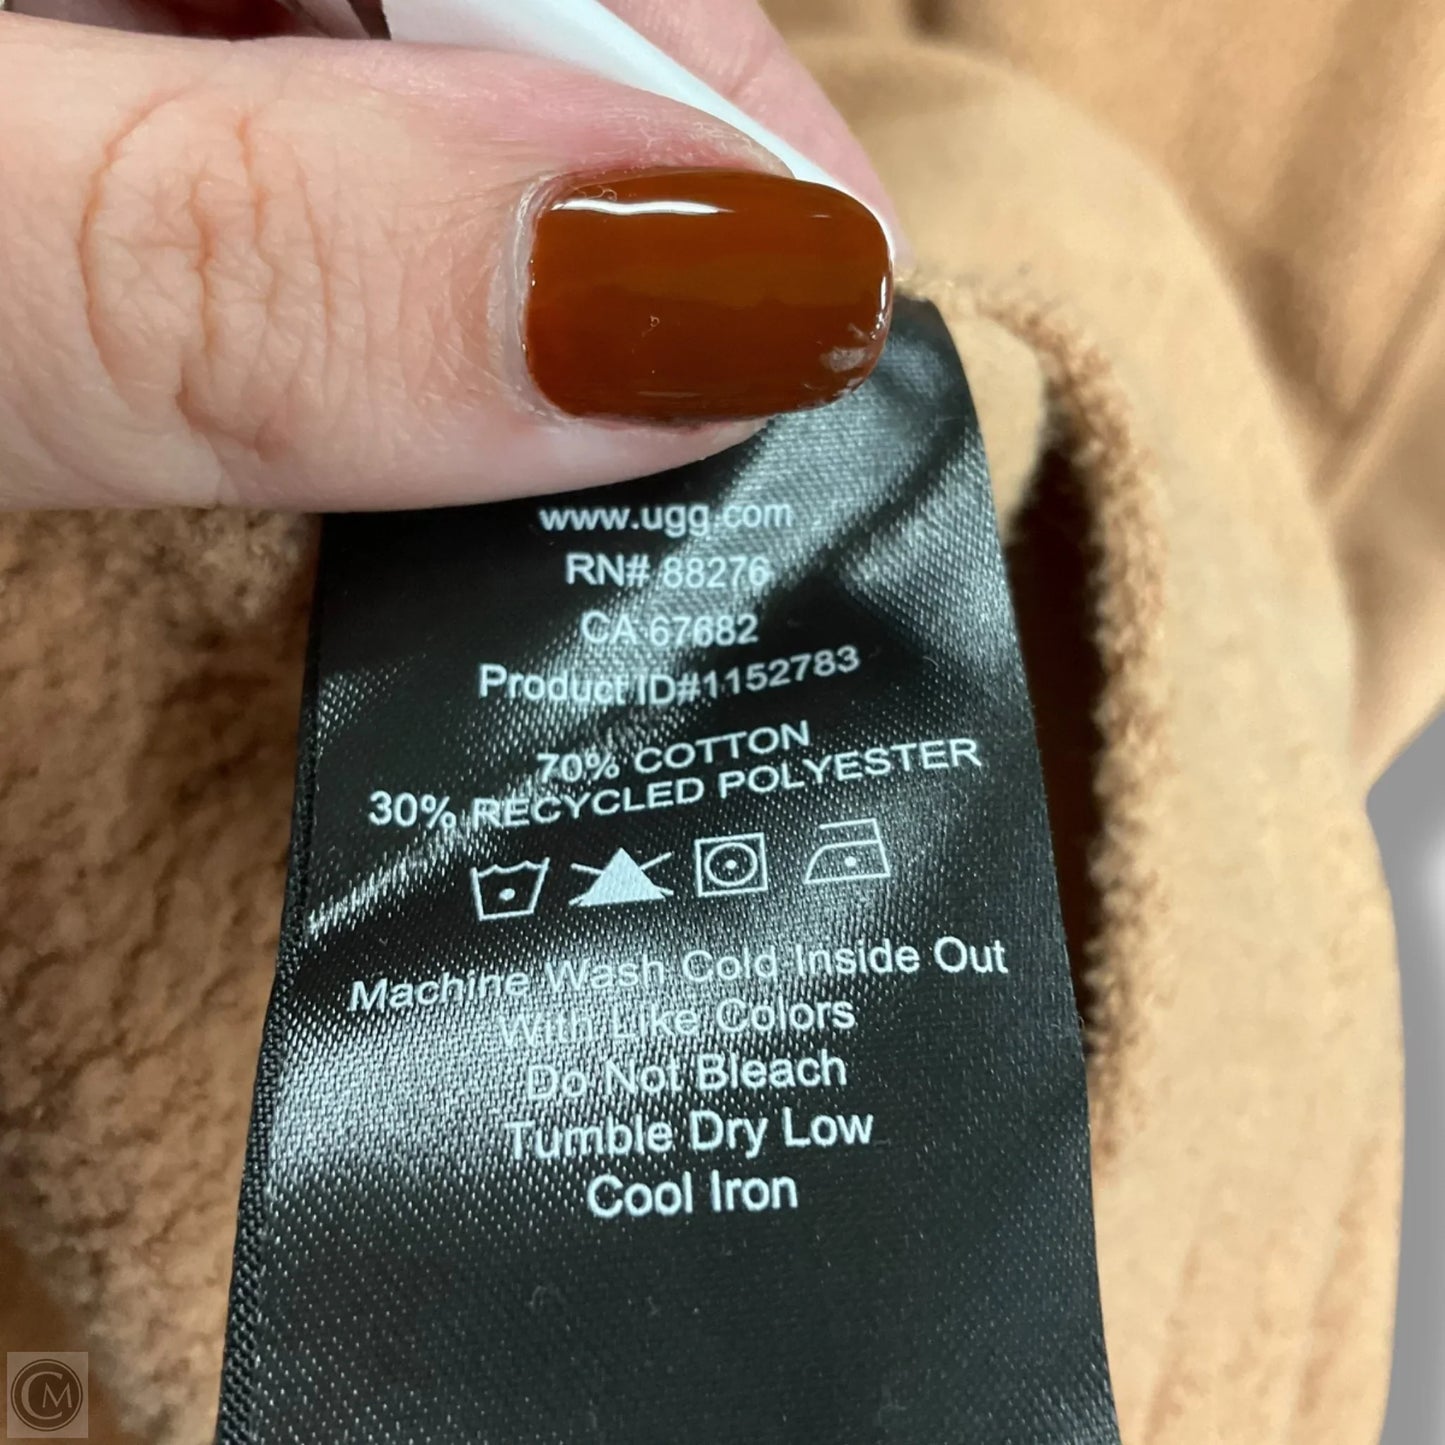 www.ugg.com
RN# 88276
CA 67682
Product ID#1152783
70% COTTON
30% RECYCLED POLYESTER
Machine Wash Cold Inside Out
With Like Colors
Do Not Bleach
Tumble Dry Low
Cool Iron
CM